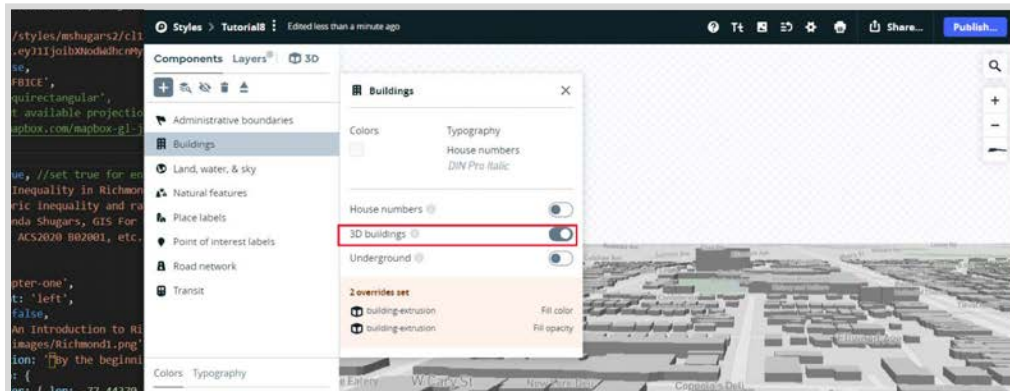 /styles/mshugars2/cl1
se,
FBICE',
quirectangular',
t available projectio
apbox.com/mapbox-gl-j
ue, //set true for en
Inequality in Richmon
ric inequality and ra
nda Shugars, GIS For
ACS2020 B02001, etc.
pter-one',
t: 'left',
false,
An Introduction to Ri
images/Richmond1.png'
ion: 'By the beginni
: {
Styles > Tutorial8 Edited less than a minute ago
Share...
Publish...
Components Layers 3D
Administrative boundaries
Buildings
Land, water, & sky
Natural features
Place labels
Point of interest labels
Road network
Transit
Colors Typography
Buildings
Colors Typography
House numbers
DIN Pro Italic
House numbers
3D buildings
Underground
2 overrides set
building-extrusion Fill color
building-extrusion Fill opacity
e Eatery
W Cary St
Coppola's Deli